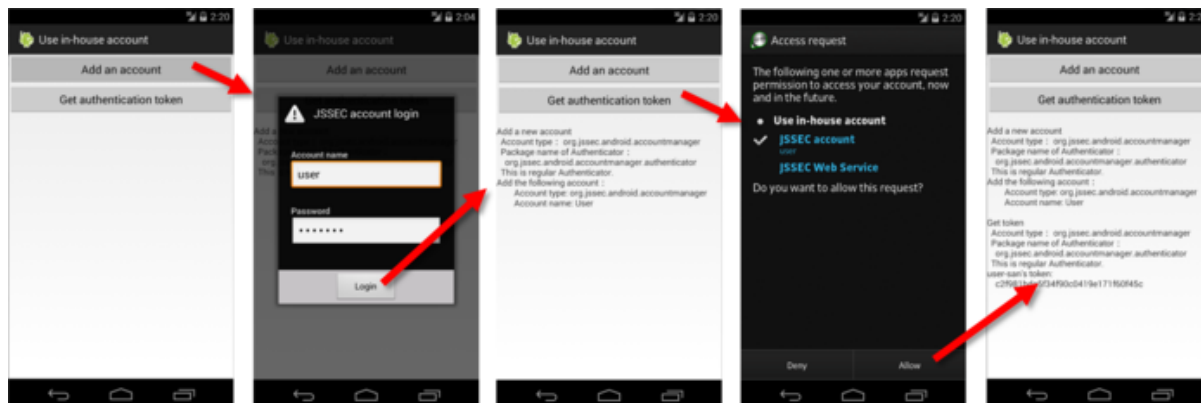 2:20
Use in-house account
Add an account
Get authentication token
2:04
Use in-house account
Add an account
JSSEC account login
Account name
user
Password
Login
2:20
Use in-house account
Add an account
Get authentication token
Add a new account
Account type : org.jssec.android.accountmanager
Package name of Authenticator :
org.jssec.android.accountmanager.authenticator
This is regular Authenticator.
Add the following account :
Account type: org.jssec.android.accountmanager
Account name: User
2:20
Access request
The following one or more apps request
permission to access your account, now
and in the future.
Use in-house account
JSSEC account
user
JSSEC Web Service
Do you want to allow this request?
Deny
Allow
Use in-house account
Add an account
Get authentication token
Add a new account
Account type : org.jssec.android.accountmanager
Package name of Authenticator :
org.jssec.android.accountmanager.authenticator
This is regular Authenticator.
Add the following account :
Account type: org.jssec.android.accountmanager
Account name: User
Get token
Account type : org.jssec.android.accountmanager
Package name of Authenticator :
org.jssec.android.accountmanager.authenticator
This is regular Authenticator.
user-san's token: